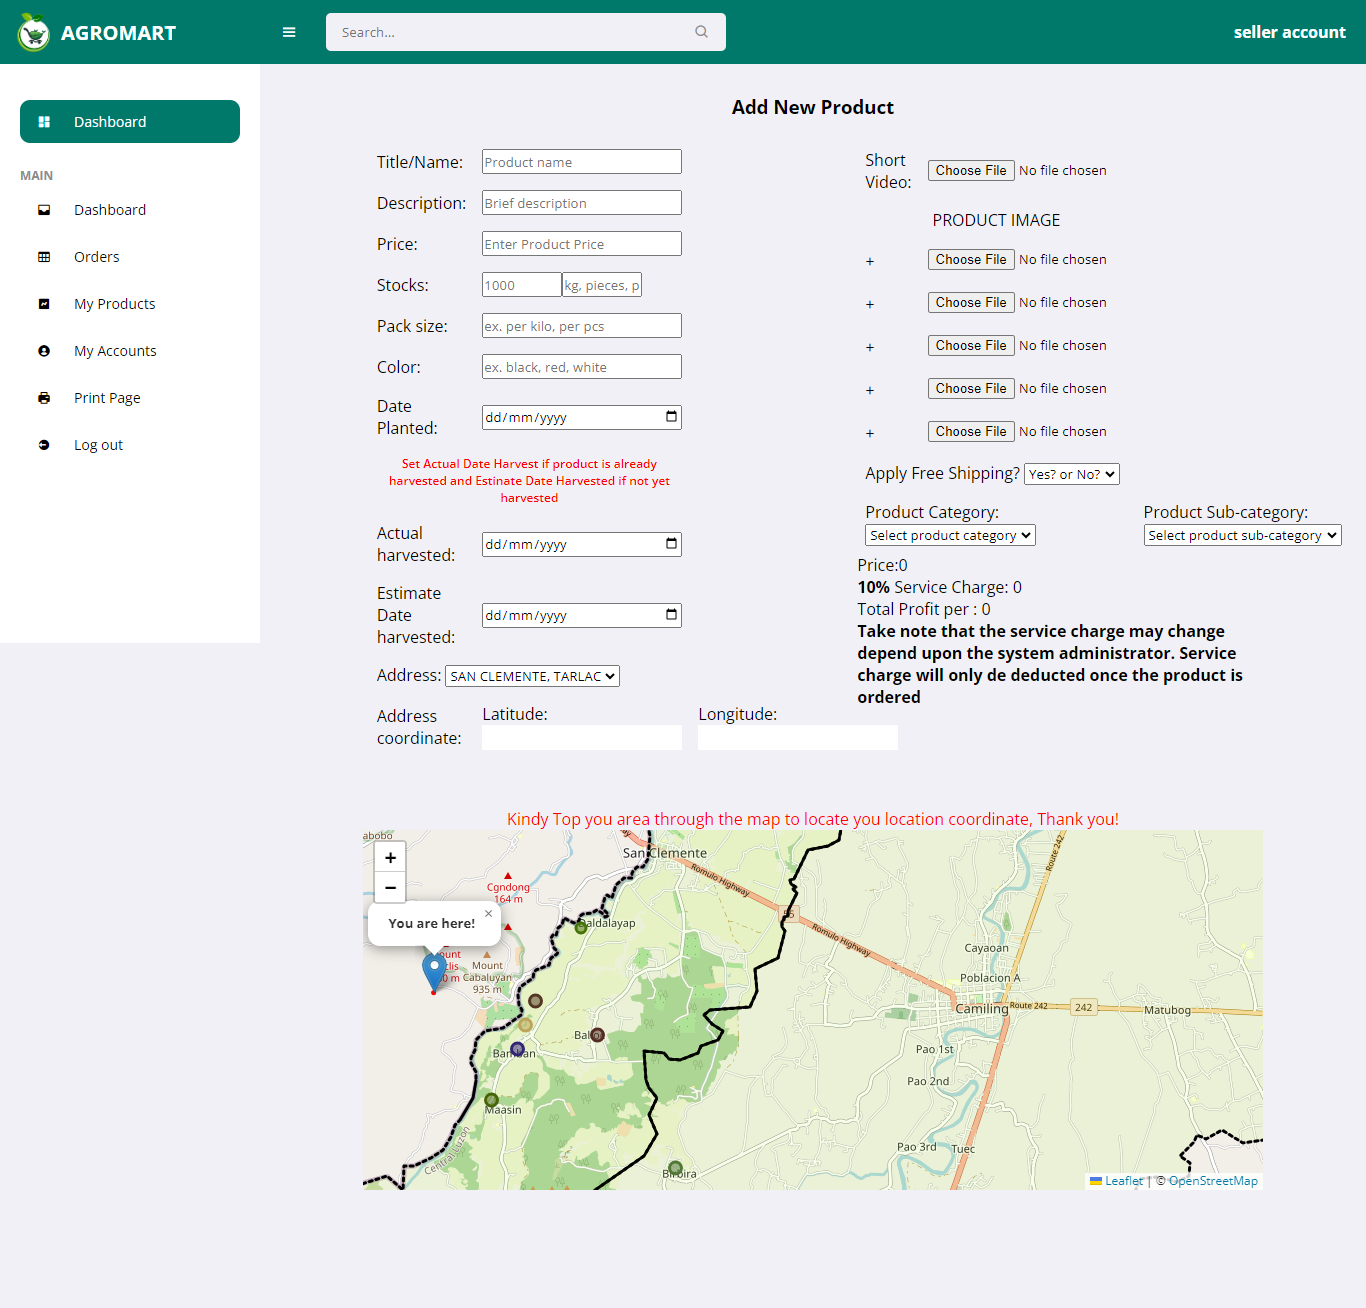 AGROMART
Search...
seller account
Dashboard
MAIN
Dashboard
Orders
My Products
My Accounts
Print Page
Log out
Add New Product
Title/Name:
Product name
Description:
Brief description
Price:
Enter Product Price
Stocks:
1000
kg, pieces, p
Pack size:
ex. per kilo, per pcs
Color:
ex. black, red, white
Date
Planted:
dd/mm/yyyy
Set Actual Date Harvest if product is already
harvested and Estinate Date Harvested if not yet
harvested
Actual
harvested:
dd/mm/yyyy
Estimate
Date
harvested:
dd/mm/yyyy
Address: SAN CLEMENTE, TARLAC
Address
coordinate:
Latitude:
Longitude:
Short
Video:
Choose File No file chosen
PRODUCT IMAGE
+ Choose File No file chosen
+ Choose File No file chosen
+ Choose File No file chosen
+ Choose File No file chosen
+ Choose File No file chosen
Apply Free Shipping? Yes? or No?
Product Category:
Select product category
Product Sub-category:
Select product sub-category
Price:0
10% Service Charge: 0
Total Profit per : 0
Take note that the service charge may change
depend upon the system administrator. Service
charge will only de deducted once the product is
ordered
Kindy Top you area through the map to locate you location coordinate, Thank you!
+
−
You are here!
×
San Clemente
Romulo Highway
Route 242
Cgndong
164 m
55
Romulo Highway
Mount
Cabaluyan
935 m
Cayaoan
Poblacion A
Camiling
Route 242
242
Matubog
Pao 1st
Pao 2nd
Maasin
Central Luzon
Pao 3rd
Tuec
Leaflet | © OpenStreetMap